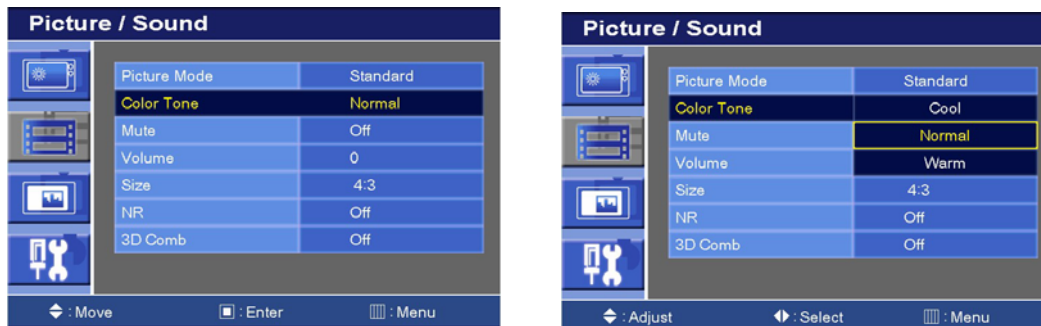 Picture / Sound
Picture Mode Standard
Color Tone Normal
Mute Off
Volume 0
Size 4:3
NR Off
3D Comb Off
: Move : Enter : Menu
Picture / Sound
Picture Mode Standard
Color Tone Cool
Mute Normal
Volume Warm
Size 4:3
NR Off
3D Comb Off
: Adjust : Select : Menu